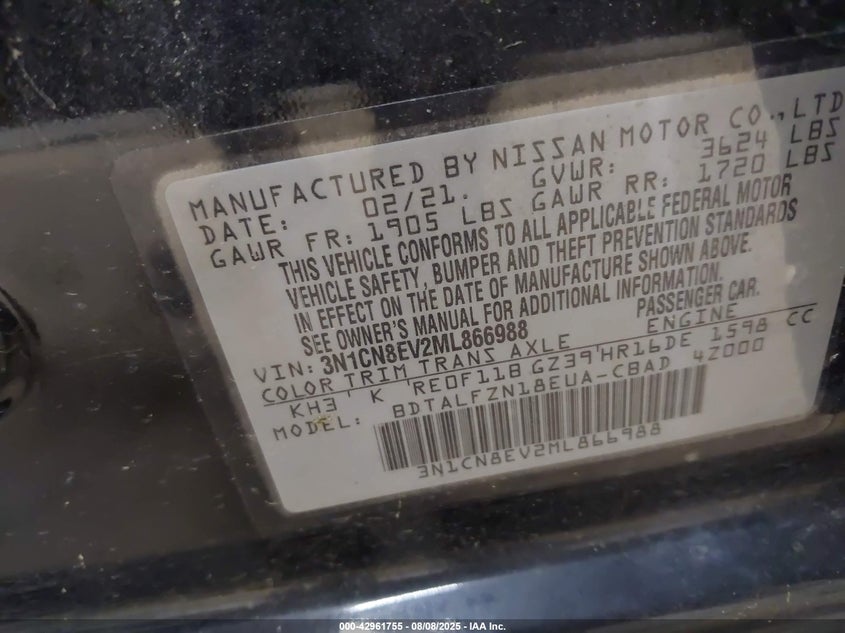 MANUFACTURED BY NISSAN MOTOR CO.,LTD
DATE: 02/21. GVWR: 3624 LBS
GAWR FR: 1905 LBS GAWR RR: 1720 LBS
THIS VEHICLE CONFORMS TO ALL APPLICABLE FEDERAL MOTOR
VEHICLE SAFETY, BUMPER AND THEFT PREVENTION STANDARDS
IN EFFECT ON THE DATE OF MANUFACTURE SHOWN ABOVE.
SEE OWNER'S MANUAL FOR ADDITIONAL INFORMATION.
VIN: 3N1CN8EV2ML866988 PASSENGER CAR.
COLOR TRIM TRANS AXLE ENGINE
KH3 K RE0F11B GZ39 HR16DE 1598 CC
MODEL: BDTALFZN18EUA-CBAD 4Z000
3N1CN8EV2ML866988
000-42961755 - 08/08/2025 - IAA Inc.